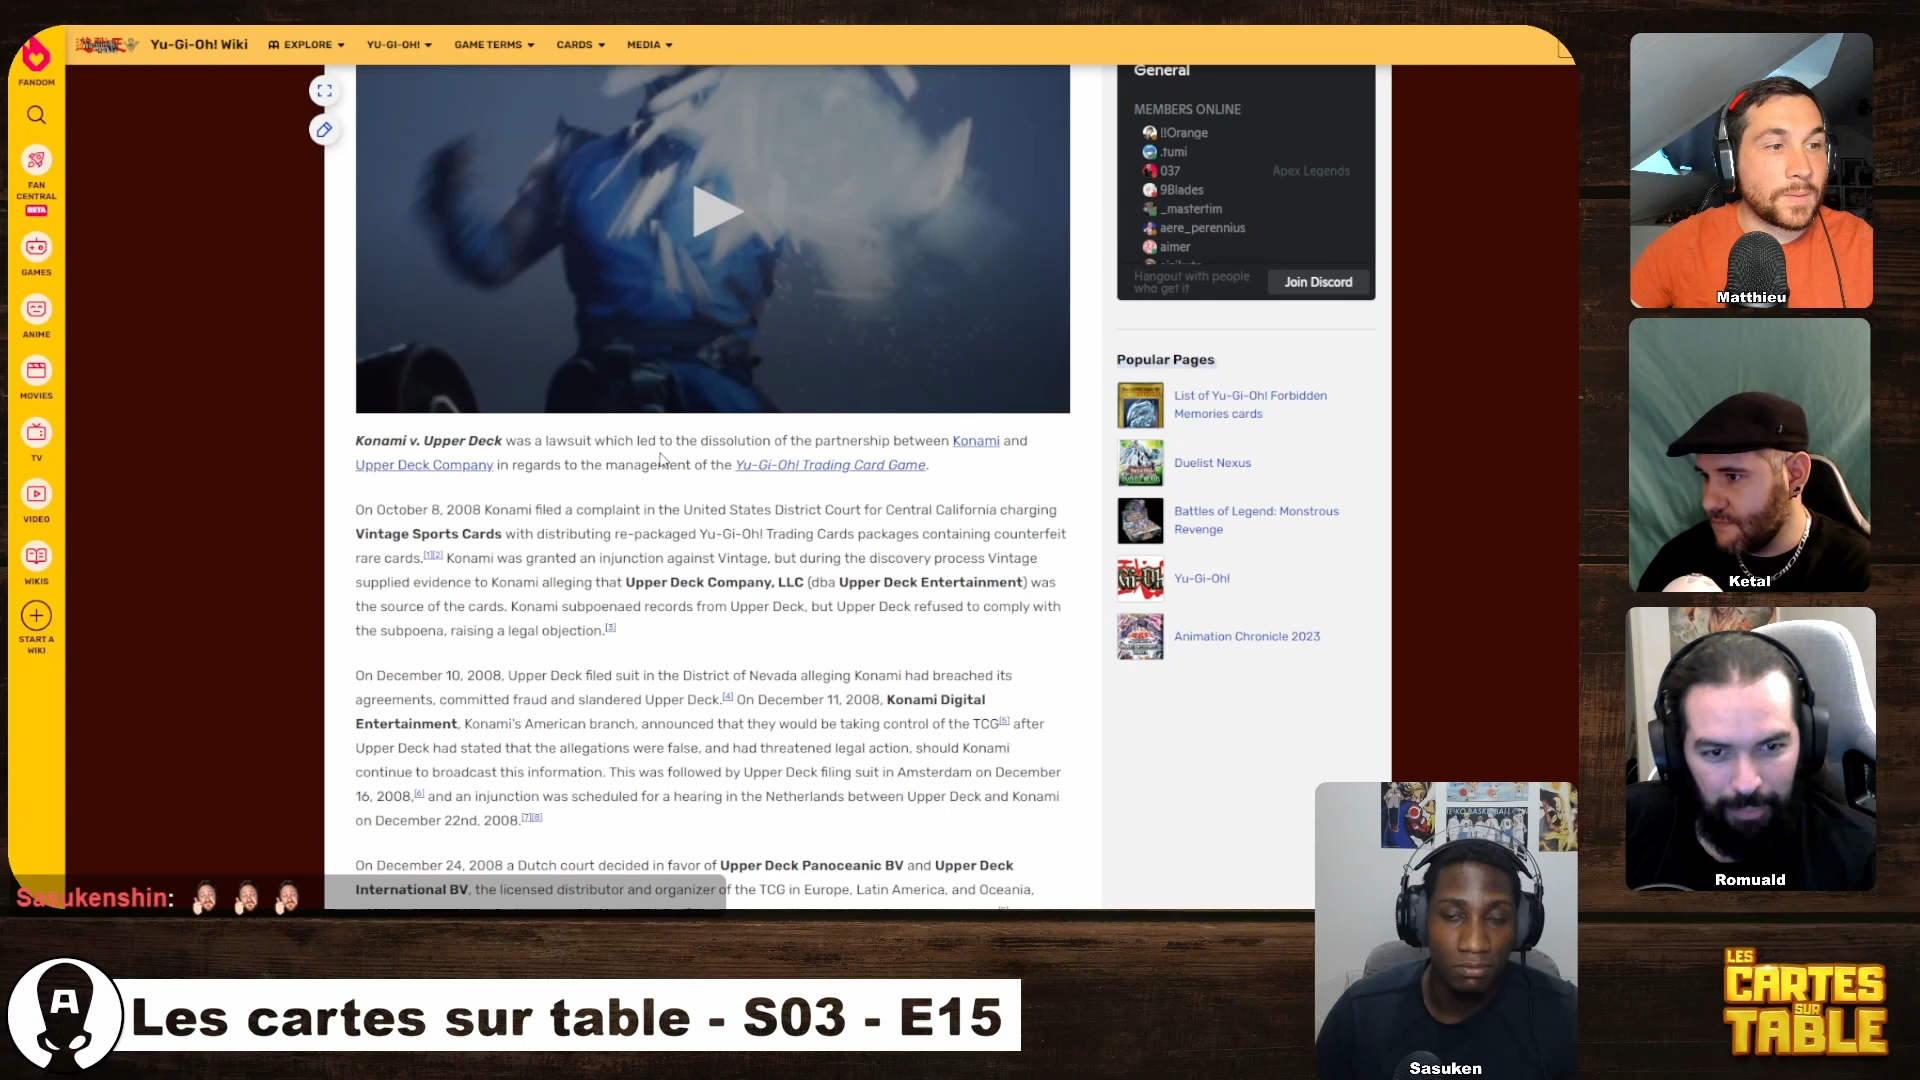 FANDOM
FAN
CENTRAL
BETA
GAMES
ANIME
MOVIES
TV
VIDEO
WIKIS
START A
WIKI
Yu-Gi-Oh! Wiki
EXPLORE
YU-GI-OH!
GAME TERMS
CARDS
MEDIA
Konami v. Upper Deck was a lawsuit which led to the dissolution of the partnership between Konami and
Upper Deck Company in regards to the management of the Yu-Gi-Oh! Trading Card Game.
On October 8, 2008 Konami filed a complaint in the United States District Court for Central California charging
Vintage Sports Cards with distributing re-packaged Yu-Gi-Oh! Trading Cards packages containing counterfeit
rare cards.[1][2] Konami was granted an injunction against Vintage, but during the discovery process Vintage
supplied evidence to Konami alleging that Upper Deck Company, LLC (dba Upper Deck Entertainment) was
the source of the cards. Konami subpoenaed records from Upper Deck, but Upper Deck refused to comply with
the subpoena, raising a legal objection.[3]
On December 10, 2008, Upper Deck filed suit in the District of Nevada alleging Konami had breached its
agreements, committed fraud and slandered Upper Deck.[4] On December 11, 2008, Konami Digital
Entertainment, Konami's American branch, announced that they would be taking control of the TCG[5] after
Upper Deck had stated that the allegations were false, and had threatened legal action, should Konami
continue to broadcast this information. This was followed by Upper Deck filing suit in Amsterdam on December
16, 2008,[6] and an injunction was scheduled for a hearing in the Netherlands between Upper Deck and Konami
on December 22nd, 2008.[7][8]
On December 24, 2008 a Dutch court decided in favor of Upper Deck Panoceanic BV and Upper Deck
International BV, the licensed distributor and organizer of the TCG in Europe, Latin America, and Oceania,
General
MEMBERS ONLINE
!!Orange
.tumi
037
Apex Legends
9Blades
_mastertim
aere_perennius
aimer
Hangout with people
who get it
Join Discord
Popular Pages
List of Yu-Gi-Oh! Forbidden
Memories cards
Duelist Nexus
Battles of Legend: Monstrous
Revenge
Yu-Gi-Oh!
Animation Chronicle 2023
Matthieu
Ketal
Romuald
Sasuken
Sasukenshin:
A
Les cartes sur table - S03 - E15
LES
CARTES
SUR
TABLE